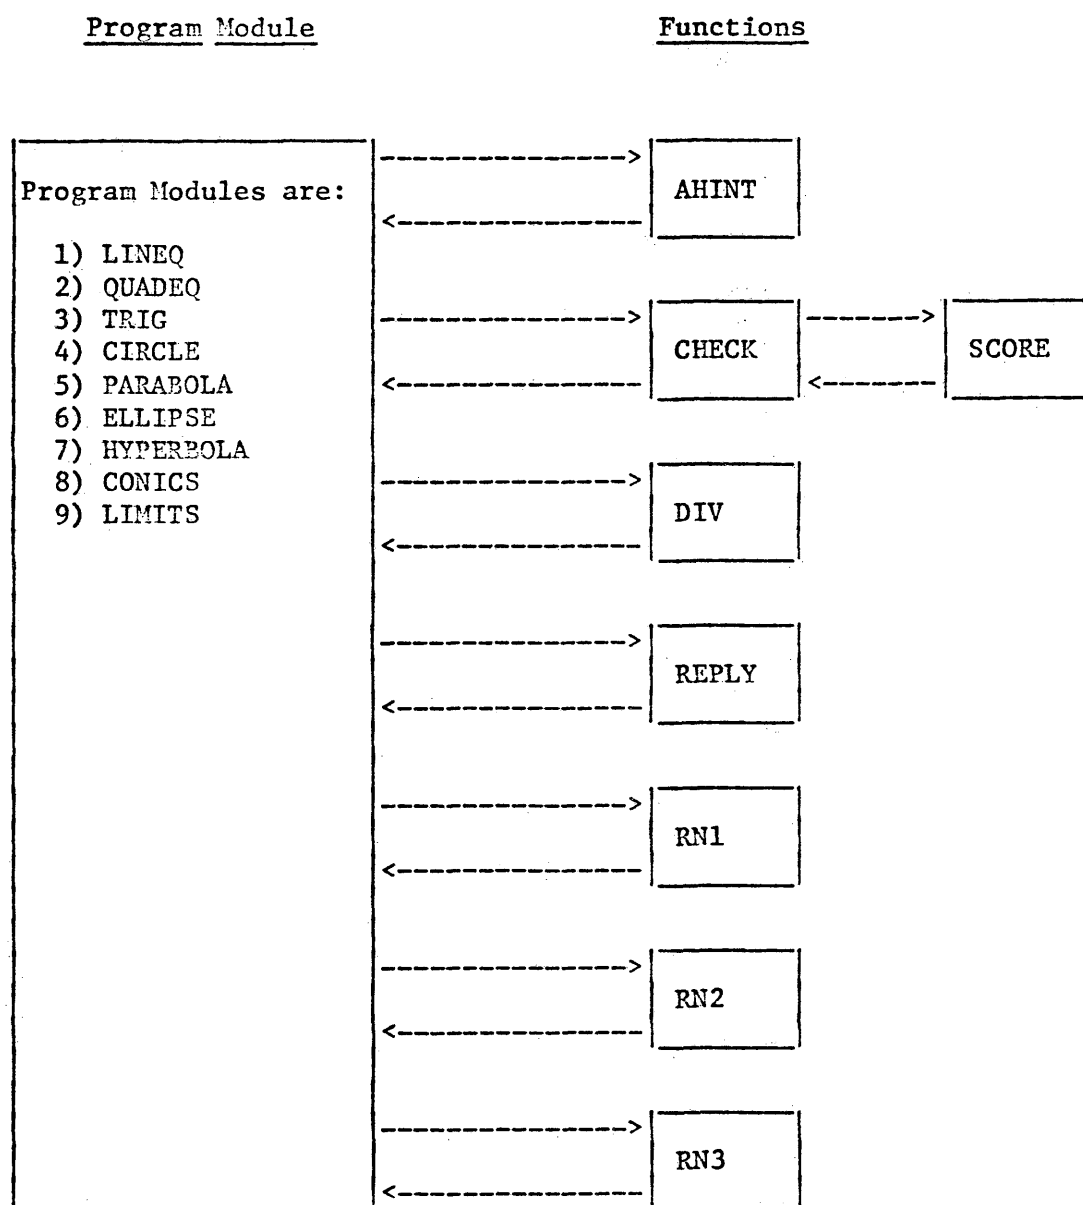 Program Module Functions
Program Modules are:
1) LINEQ
2) QUADEQ
3) TRIG
4) CIRCLE
5) PARABOLA
6) ELLIPSE
7) HYPERBOLA
8) CONICS
9) LIMITS
AHINT
CHECK SCORE
DIV
REPLY
RN1
RN2
RN3